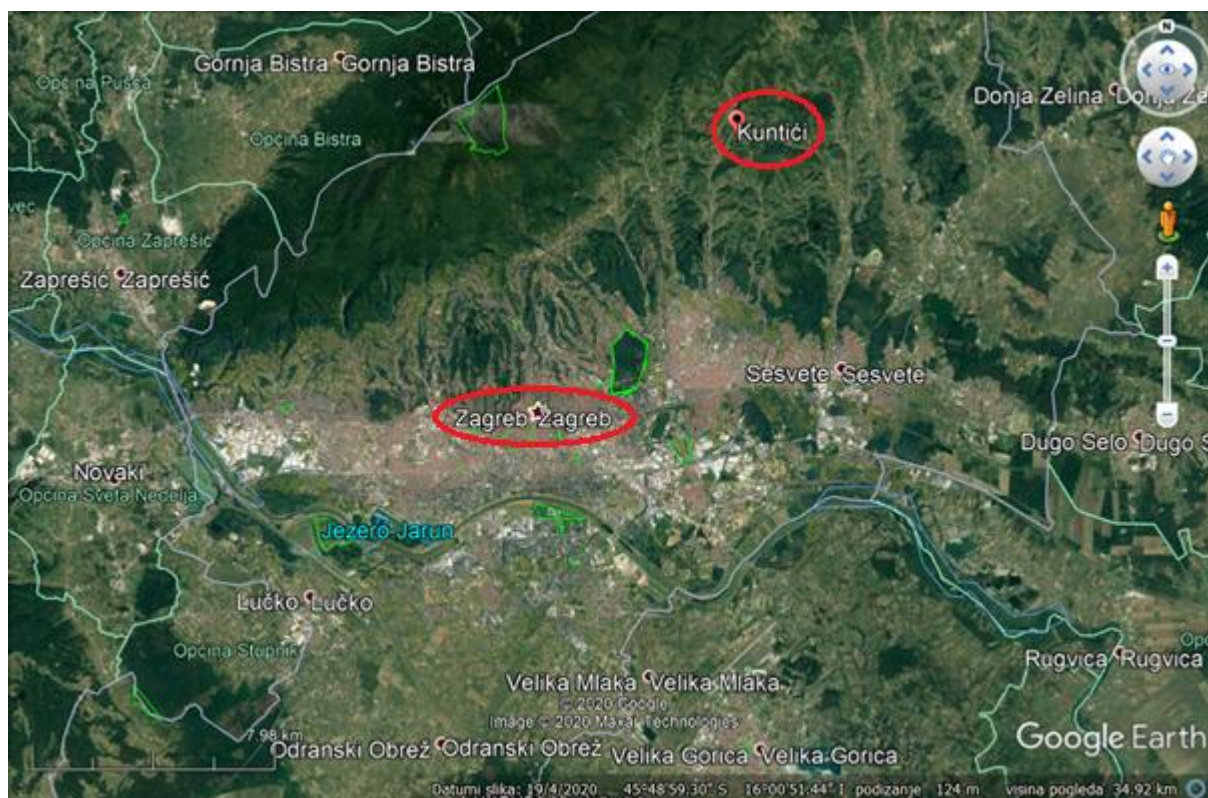 N
Gornja Bistra Gornja Bistra
Općina Pušća
Donja Zelina Donja Ze
Kuntići
Općina Bistra
vec
Općina Zaprešić
Zaprešić Zaprešić
Sesvete Sesvete
Zagreb Zagreb
Dugo Selo Dugo S
Novaki
Općina Sveta Nedelja
Jezero Jarun
Lučko Lučko
Općina Stupnik
Opć
Rugvica Rugvica
Velika Mlaka Velika Mlaka
© 2020 Google
Image © 2020 Maxar Technologies
7.98 km
Odranski Obrež Odranski Obrež
Velika Gorica Velika Gorica
Google Earth
Datumi slika: 19/4/2020 45°48'59.30" S 16°00'51.44" I podizanje 124 m visina pogleda 34.92 km